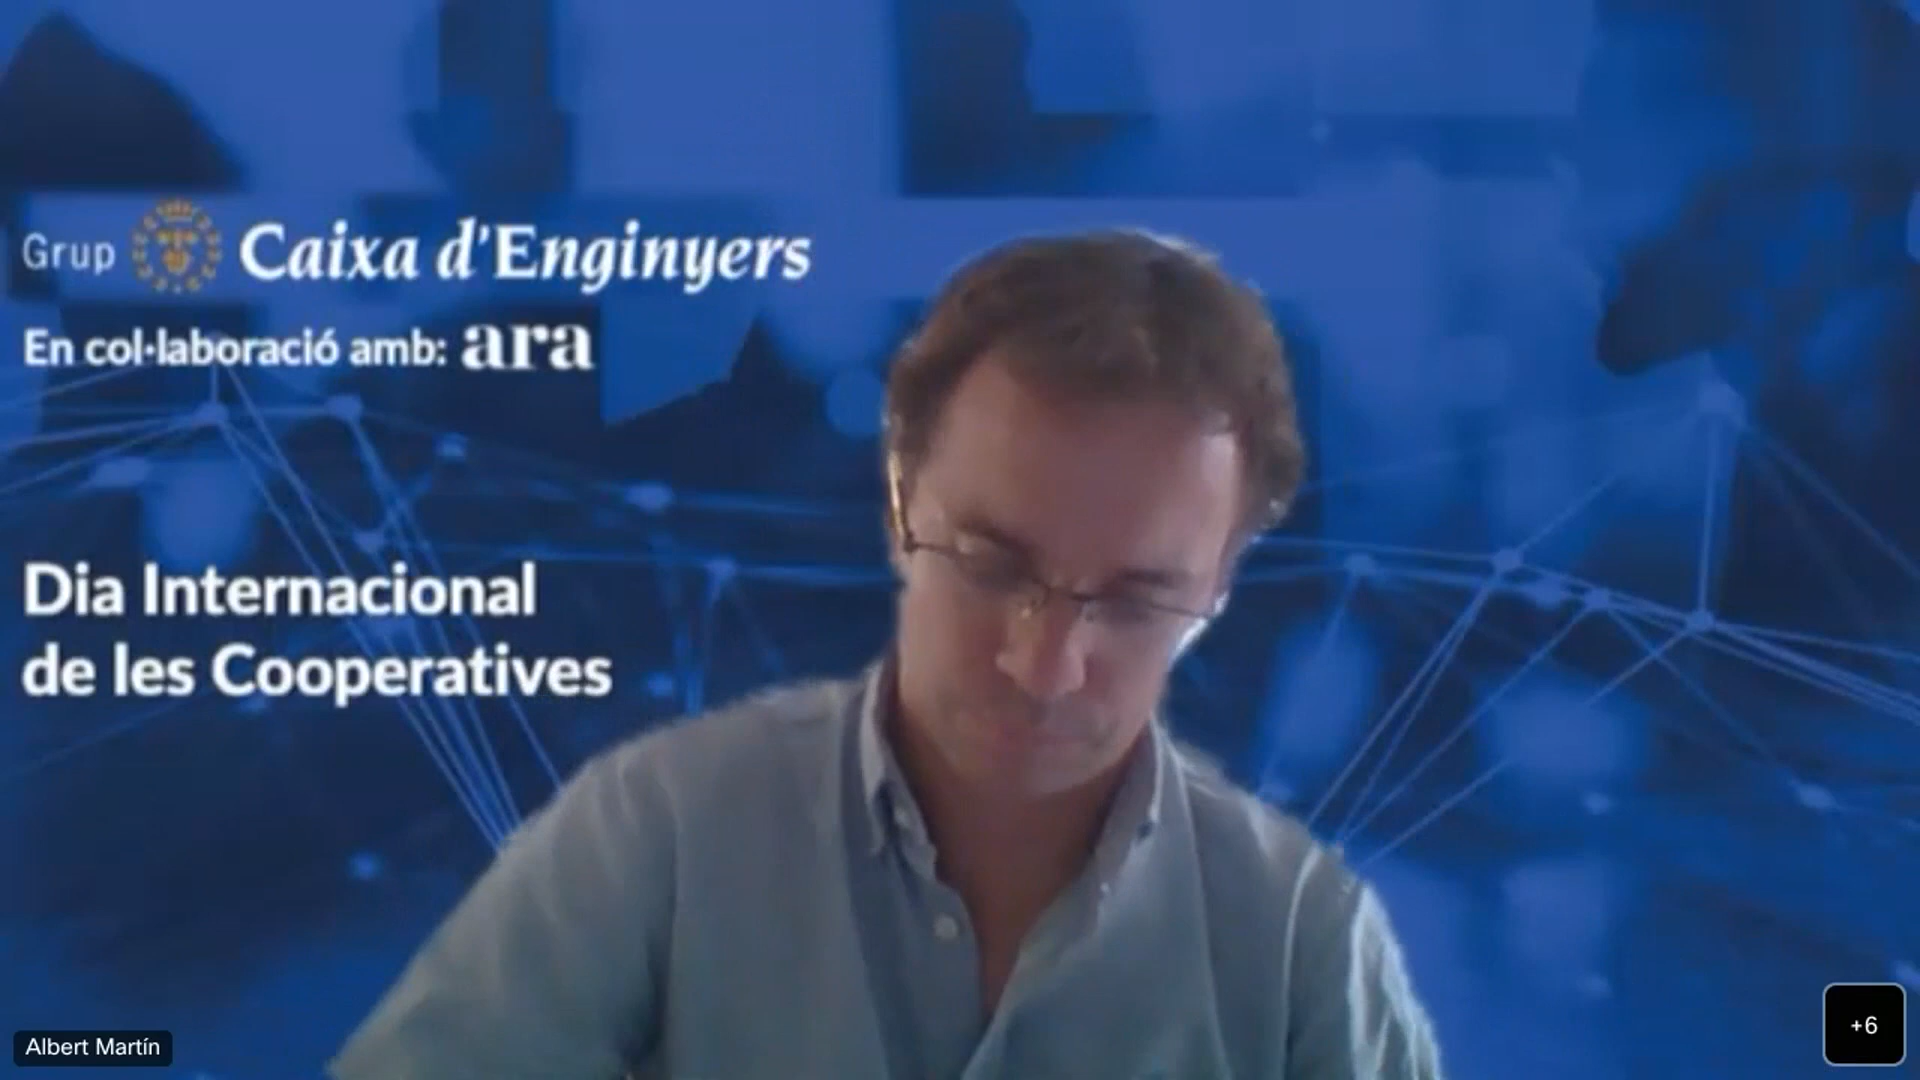 Grup Caixa d'Enginyers
En col·laboració amb: ara
Dia Internacional
de les Cooperatives
Albert Martín
+6